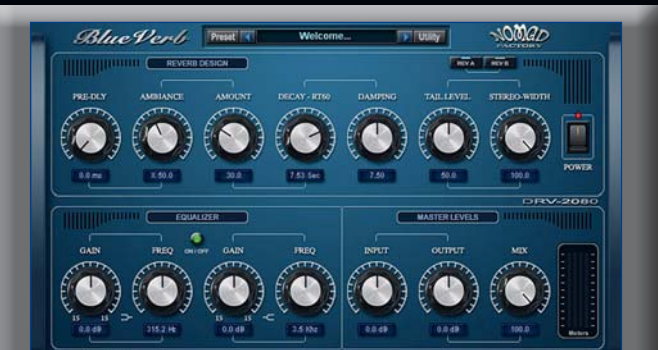 BlueVerb Preset Welcome... Utility NOMAD FACTORY
REVERB DESIGN REV A REV B
PRE-DLY AMBIANCE AMOUNT DECAY - RT60 DAMPING TAIL LEVEL STEREO-WIDTH
0.0 ms X 50.0 30.0 7.53 Sec 7.50 50.0 100.0 POWER
DRV-2080
EQUALIZER MASTER LEVELS
GAIN FREQ ON / OFF GAIN FREQ INPUT OUTPUT MIX
15 15 15 15
0.0 dB 315.2 Hz 0.0 dB 3.5 Khz 0.0 dB 0.0 dB 100.0 Meters